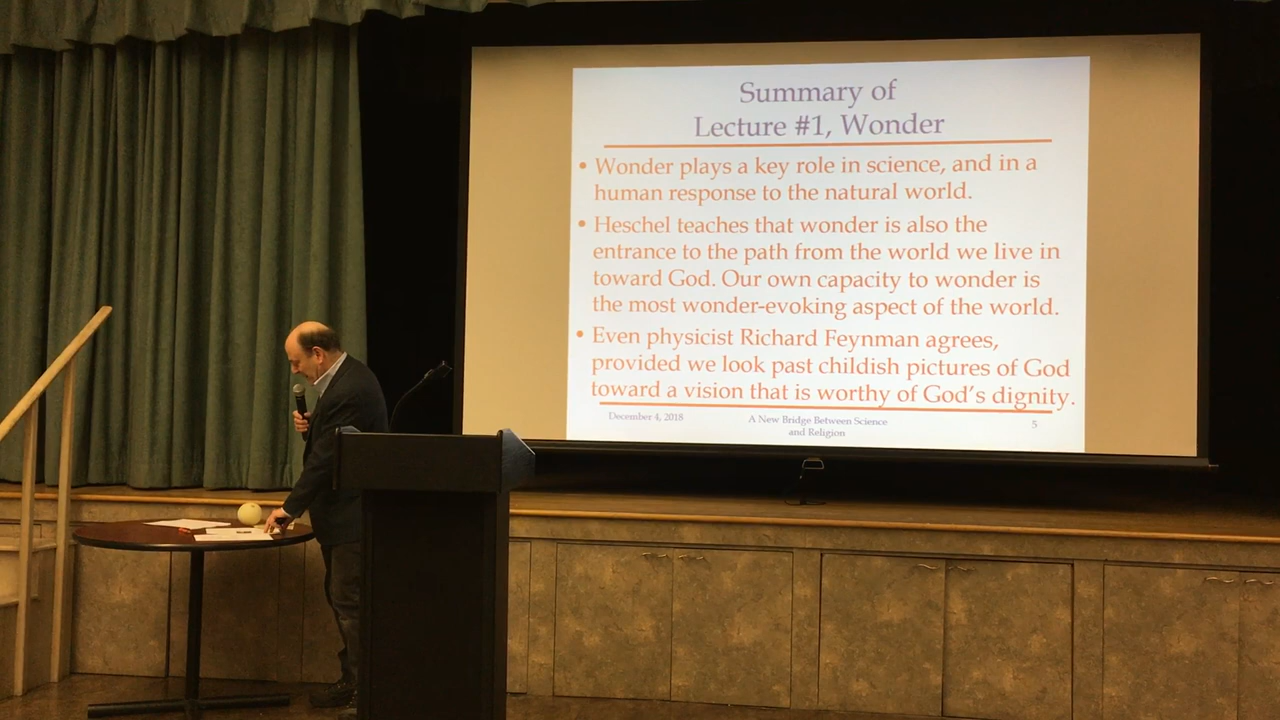 Summary of
Lecture #1, Wonder
• Wonder plays a key role in science, and in a
human response to the natural world.
• Heschel teaches that wonder is also the
entrance to the path from the world we live in
toward God. Our own capacity to wonder is
the most wonder-evoking aspect of the world.
• Even physicist Richard Feynman agrees,
provided we look past childish pictures of God
toward a vision that is worthy of God's dignity.
December 4, 2018
A New Bridge Between Science
and Religion
5